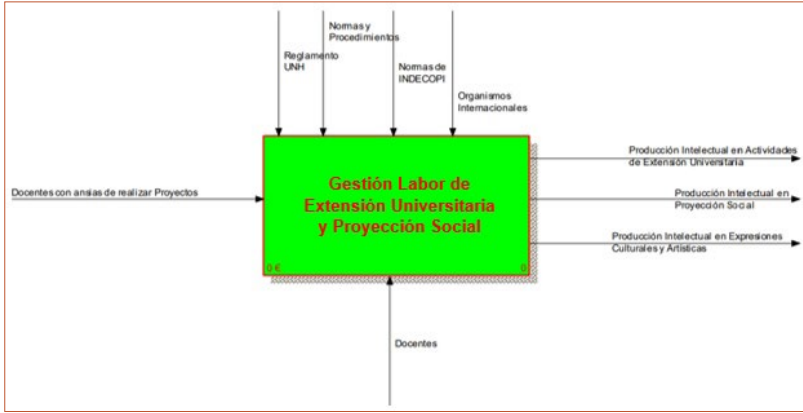 Normas y
Procedimientos
Reglamento
UNH
Normas de
INDECOPI
Organismos
Internacionales
Docentes con ansias de realizar Proyectos
Gestión Labor de
Extensión Universitaria
y Proyección Social
0 €
0
Producción Intelectual en Actividades
de Extensión Universitaria
Producción Intelectual en
Proyección Social
Producción Intelectual en Expresiones
Culturales y Artísticas
Docentes